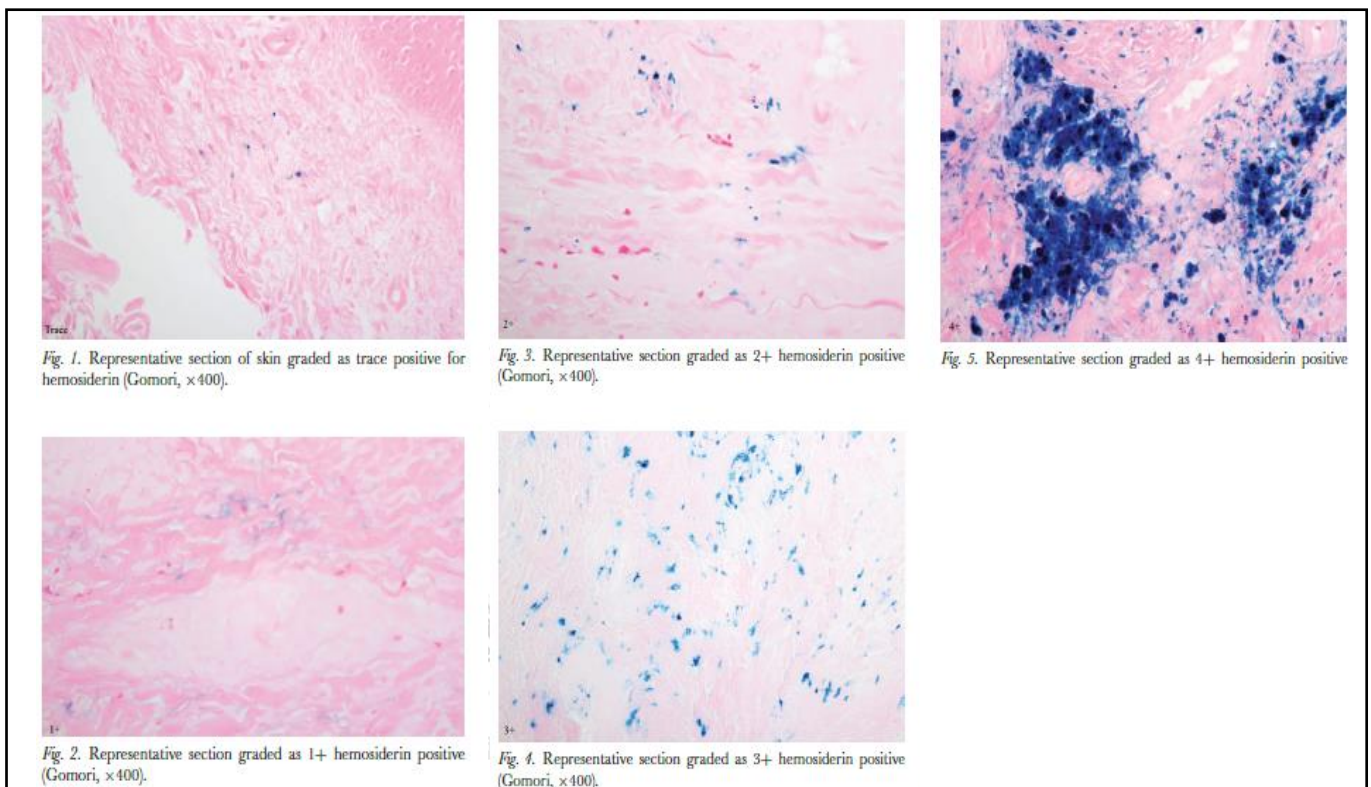 Trace
Fig. 1. Representative section of skin graded as trace positive for
hemosiderin (Gomori, ×400).
1+
Fig. 2. Representative section graded as 1+ hemosiderin positive
(Gomori, ×400).
2+
Fig. 3. Representative section graded as 2+ hemosiderin positive
(Gomori, ×400).
3+
Fig. 4. Representative section graded as 3+ hemosiderin positive
(Gomori, ×400).
4+
Fig. 5. Representative section graded as 4+ hemosiderin positive